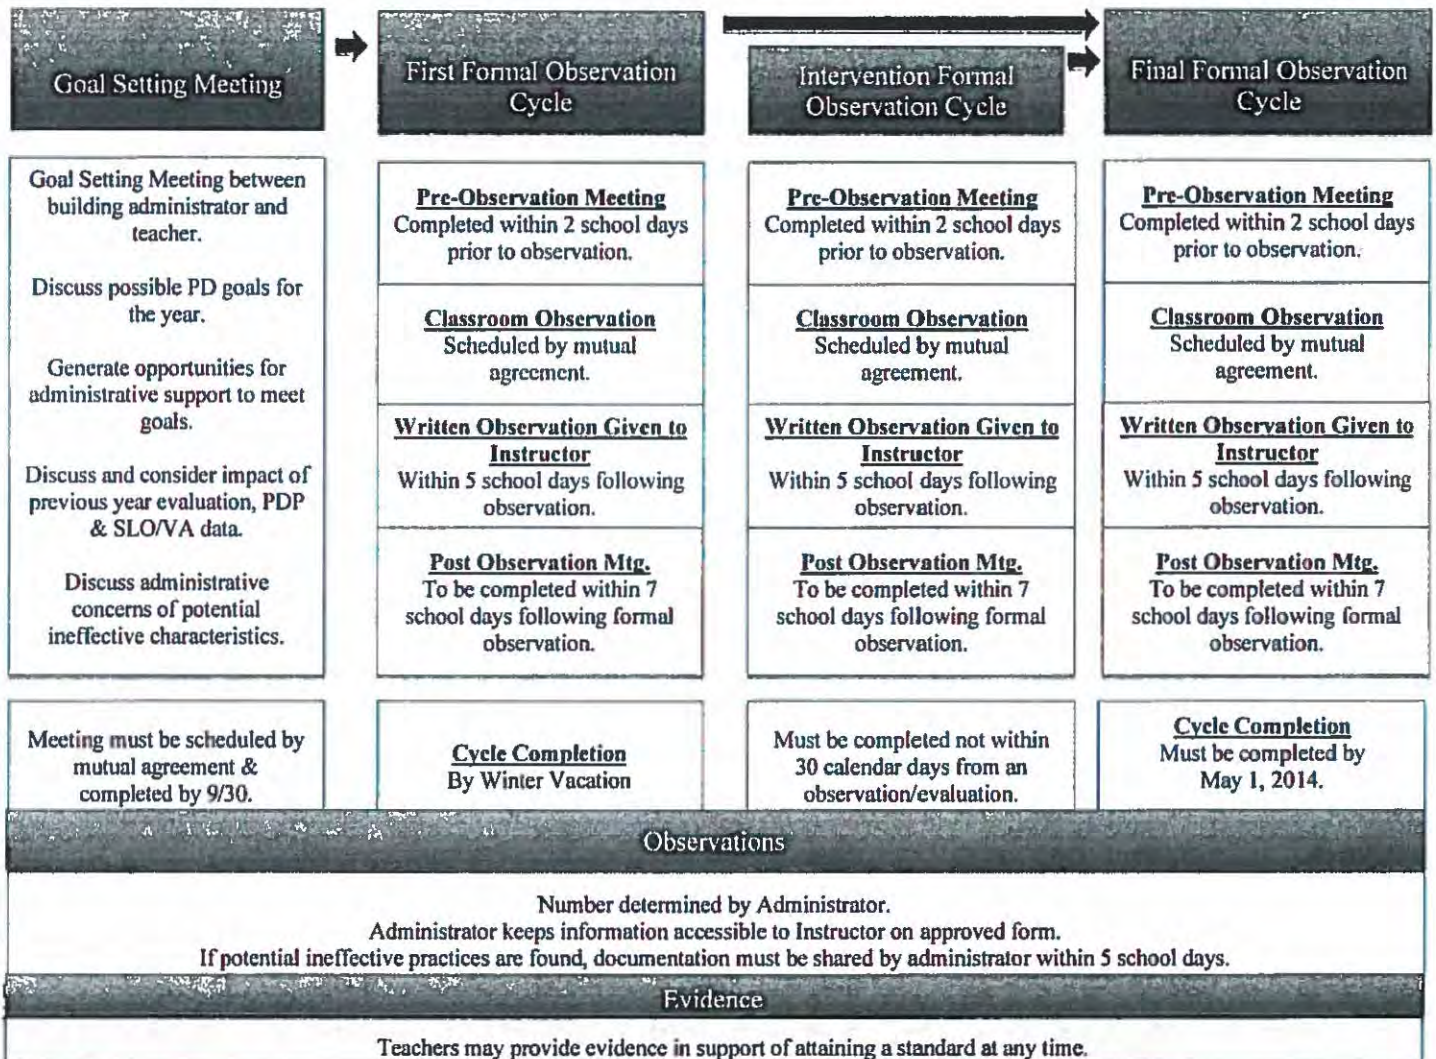 Goal Setting Meeting
First Formal Observation
Cycle
Intervention Formal
Observation Cycle
Final Formal Observation
Cycle
Goal Setting Meeting between
building administrator and
teacher.
Discuss possible PD goals for
the year.
Generate opportunities for
administrative support to meet
goals.
Discuss and consider impact of
previous year evaluation, PDP
& SLO/VA data.
Discuss administrative
concerns of potential
ineffective characteristics.
Meeting must be scheduled by
mutual agreement &
completed by 9/30.
Pre-Observation Meeting
Completed within 2 school days
prior to observation.
Classroom Observation
Scheduled by mutual
agreement.
Written Observation Given to
Instructor
Within 5 school days following
observation.
Post Observation Mtg.
To be completed within 7
school days following formal
observation.
Cycle Completion
By Winter Vacation
Pre-Observation Meeting
Completed within 2 school days
prior to observation.
Classroom Observation
Scheduled by mutual
agreement.
Written Observation Given to
Instructor
Within 5 school days following
observation.
Post Observation Mtg.
To be completed within 7
school days following formal
observation.
Must be completed not within
30 calendar days from an
observation/evaluation.
Pre-Observation Meeting
Completed within 2 school days
prior to observation.
Classroom Observation
Scheduled by mutual
agreement.
Written Observation Given to
Instructor
Within 5 school days following
observation.
Post Observation Mtg.
To be completed within 7
school days following formal
observation.
Cycle Completion
Must be completed by
May 1, 2014.
Observations
Number determined by Administrator.
Administrator keeps information accessible to Instructor on approved form.
If potential ineffective practices are found, documentation must be shared by administrator within 5 school days.
Evidence
Teachers may provide evidence in support of attaining a standard at any time.